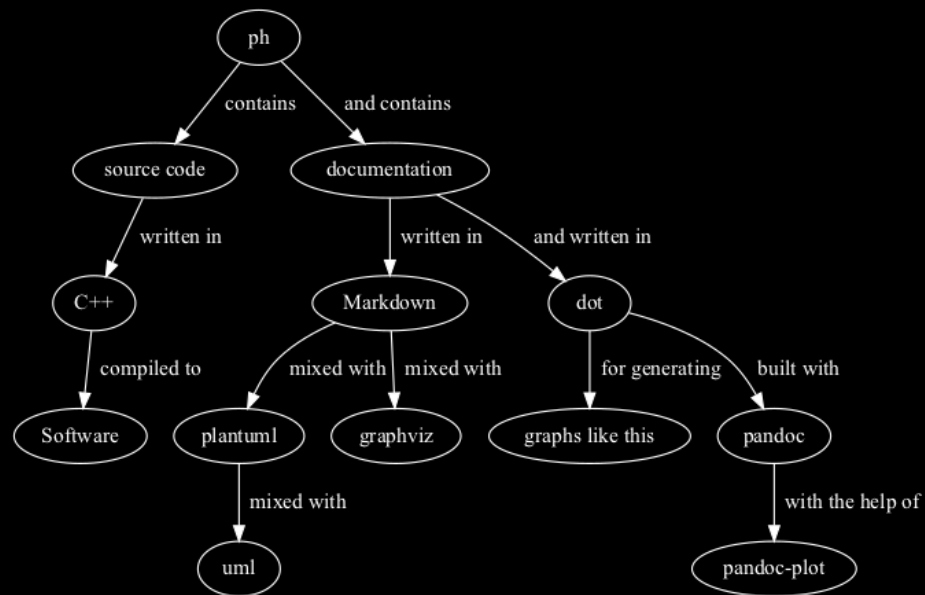 ph
contains
and contains
source code
documentation
written in
written in
and written in
C++
Markdown
dot
compiled to
mixed with
mixed with
for generating
built with
Software
plantuml
graphviz
graphs like this
pandoc
mixed with
with the help of
uml
pandoc-plot